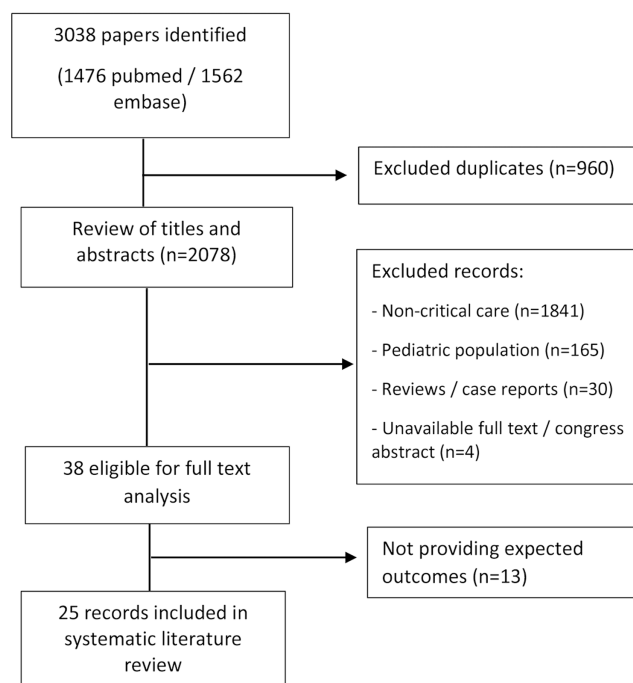 3038 papers identified
(1476 pubmed / 1562
embase)
Excluded duplicates (n=960)
Review of titles and
abstracts (n=2078)
Excluded records:
- Non-critical care (n=1841)
- Pediatric population (n=165)
- Reviews / case reports (n=30)
- Unavailable full text / congress
abstract (n=4)
38 eligible for full text
analysis
Not providing expected
outcomes (n=13)
25 records included in
systematic literature
review